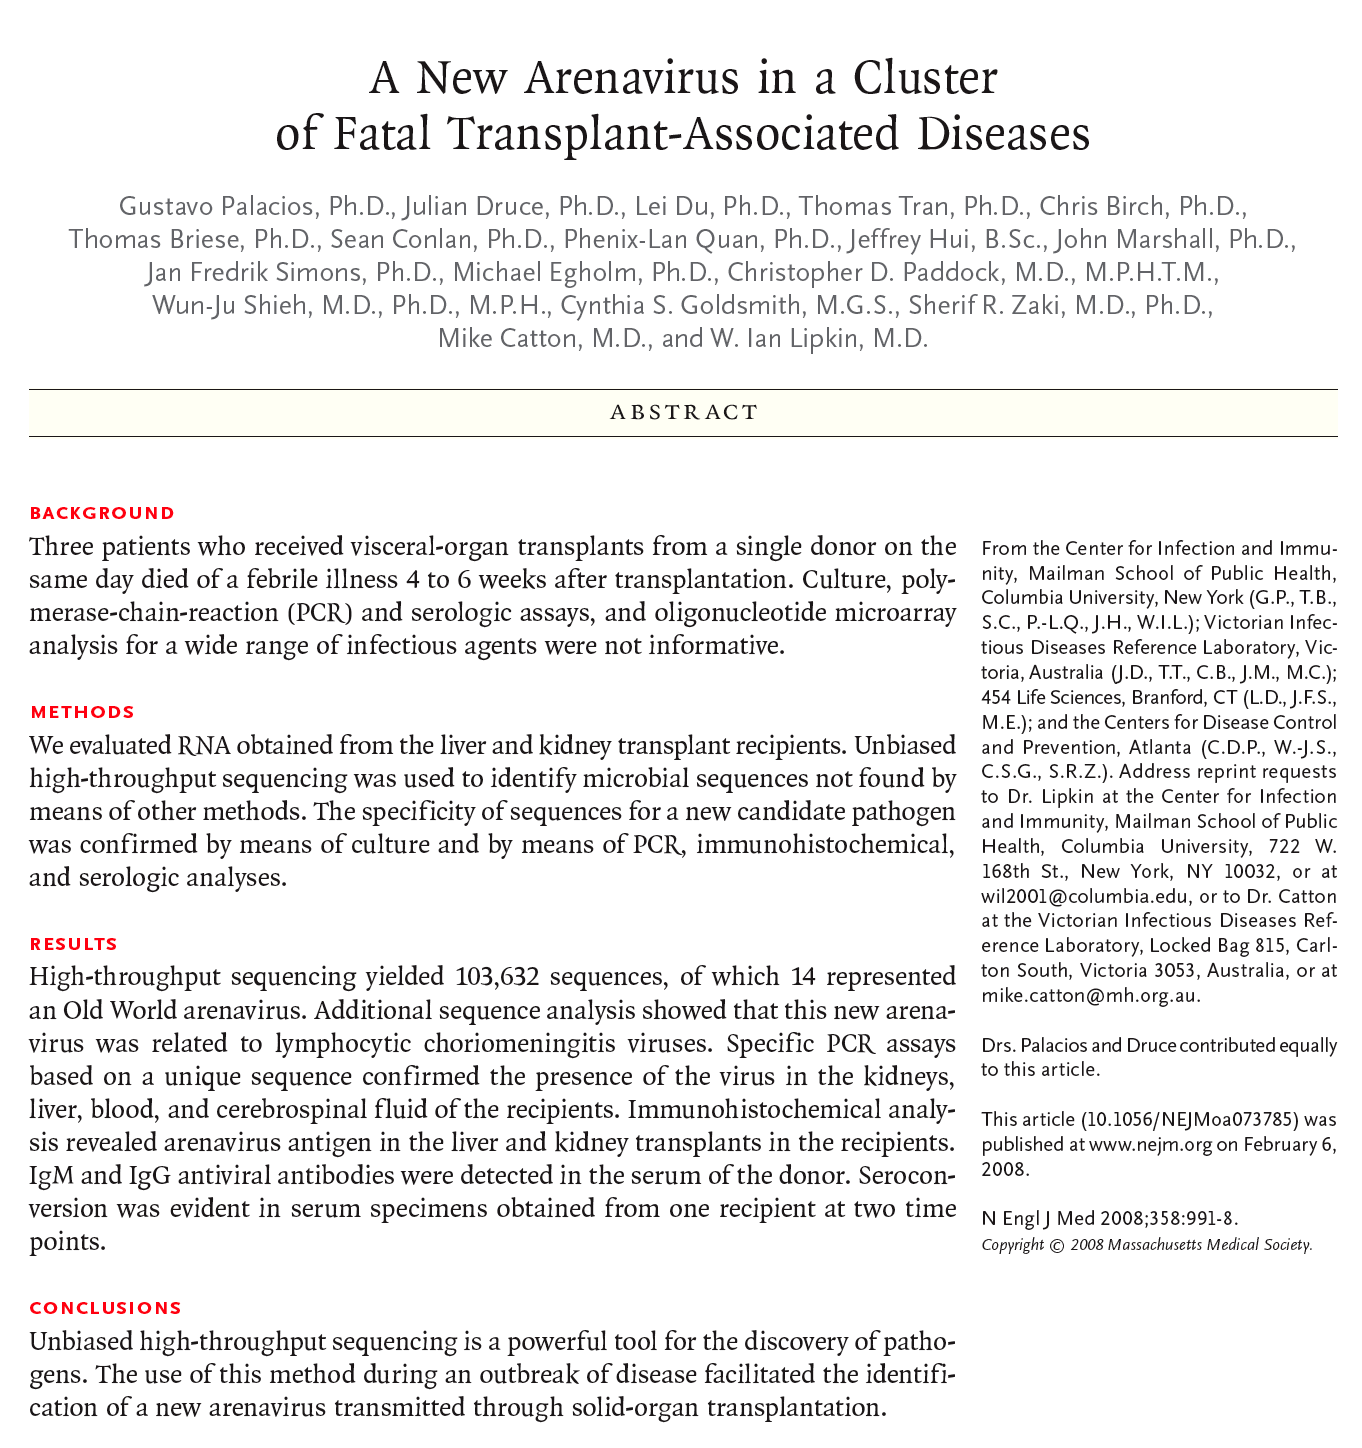 A New Arenavirus in a Cluster
of Fatal Transplant-Associated Diseases
Gustavo Palacios, Ph.D., Julian Druce, Ph.D., Lei Du, Ph.D., Thomas Tran, Ph.D., Chris Birch, Ph.D.,
Thomas Briese, Ph.D., Sean Conlan, Ph.D., Phenix-Lan Quan, Ph.D., Jeffrey Hui, B.Sc., John Marshall, Ph.D.,
Jan Fredrik Simons, Ph.D., Michael Egholm, Ph.D., Christopher D. Paddock, M.D., M.P.H.T.M.,
Wun-Ju Shieh, M.D., Ph.D., M.P.H., Cynthia S. Goldsmith, M.G.S., Sherif R. Zaki, M.D., Ph.D.,
Mike Catton, M.D., and W. Ian Lipkin, M.D.
ABSTRACT
BACKGROUND
Three patients who received visceral-organ transplants from a single donor on the
same day died of a febrile illness 4 to 6 weeks after transplantation. Culture, poly-
merase-chain-reaction (PCR) and serologic assays, and oligonucleotide microarray
analysis for a wide range of infectious agents were not informative.
METHODS
We evaluated RNA obtained from the liver and kidney transplant recipients. Unbiased
high-throughput sequencing was used to identify microbial sequences not found by
means of other methods. The specificity of sequences for a new candidate pathogen
was confirmed by means of culture and by means of PCR, immunohistochemical,
and serologic analyses.
RESULTS
High-throughput sequencing yielded 103,632 sequences, of which 14 represented
an Old World arenavirus. Additional sequence analysis showed that this new arena-
virus was related to lymphocytic choriomeningitis viruses. Specific PCR assays
based on a unique sequence confirmed the presence of the virus in the kidneys,
liver, blood, and cerebrospinal fluid of the recipients. Immunohistochemical analy-
sis revealed arenavirus antigen in the liver and kidney transplants in the recipients.
IgM and IgG antiviral antibodies were detected in the serum of the donor. Serocon-
version was evident in serum specimens obtained from one recipient at two time
points.
CONCLUSIONS
Unbiased high-throughput sequencing is a powerful tool for the discovery of patho-
gens. The use of this method during an outbreak of disease facilitated the identifi-
cation of a new arenavirus transmitted through solid-organ transplantation.
From the Center for Infection and Immu-
nity, Mailman School of Public Health,
Columbia University, New York (G.P., T.B.,
S.C., P.-L.Q., J.H., W.I.L.); Victorian Infec-
tious Diseases Reference Laboratory, Vic-
toria, Australia (J.D., T.T., C.B., J.M., M.C.);
454 Life Sciences, Branford, CT (L.D., J.F.S.,
M.E.); and the Centers for Disease Control
and Prevention, Atlanta (C.D.P., W.-J.S.,
C.S.G., S.R.Z.). Address reprint requests
to Dr. Lipkin at the Center for Infection
and Immunity, Mailman School of Public
Health, Columbia University, 722 W.
168th St., New York, NY 10032, or at
wil2001@columbia.edu, or to Dr. Catton
at the Victorian Infectious Diseases Ref-
erence Laboratory, Locked Bag 815, Carl-
ton South, Victoria 3053, Australia, or at
mike.catton@mh.org.au.
Drs. Palacios and Druce contributed equally
to this article.
This article (10.1056/NEJMoa073785) was
published at www.nejm.org on February 6,
2008.
N Engl J Med 2008;358:991-8.
Copyright © 2008 Massachusetts Medical Society.